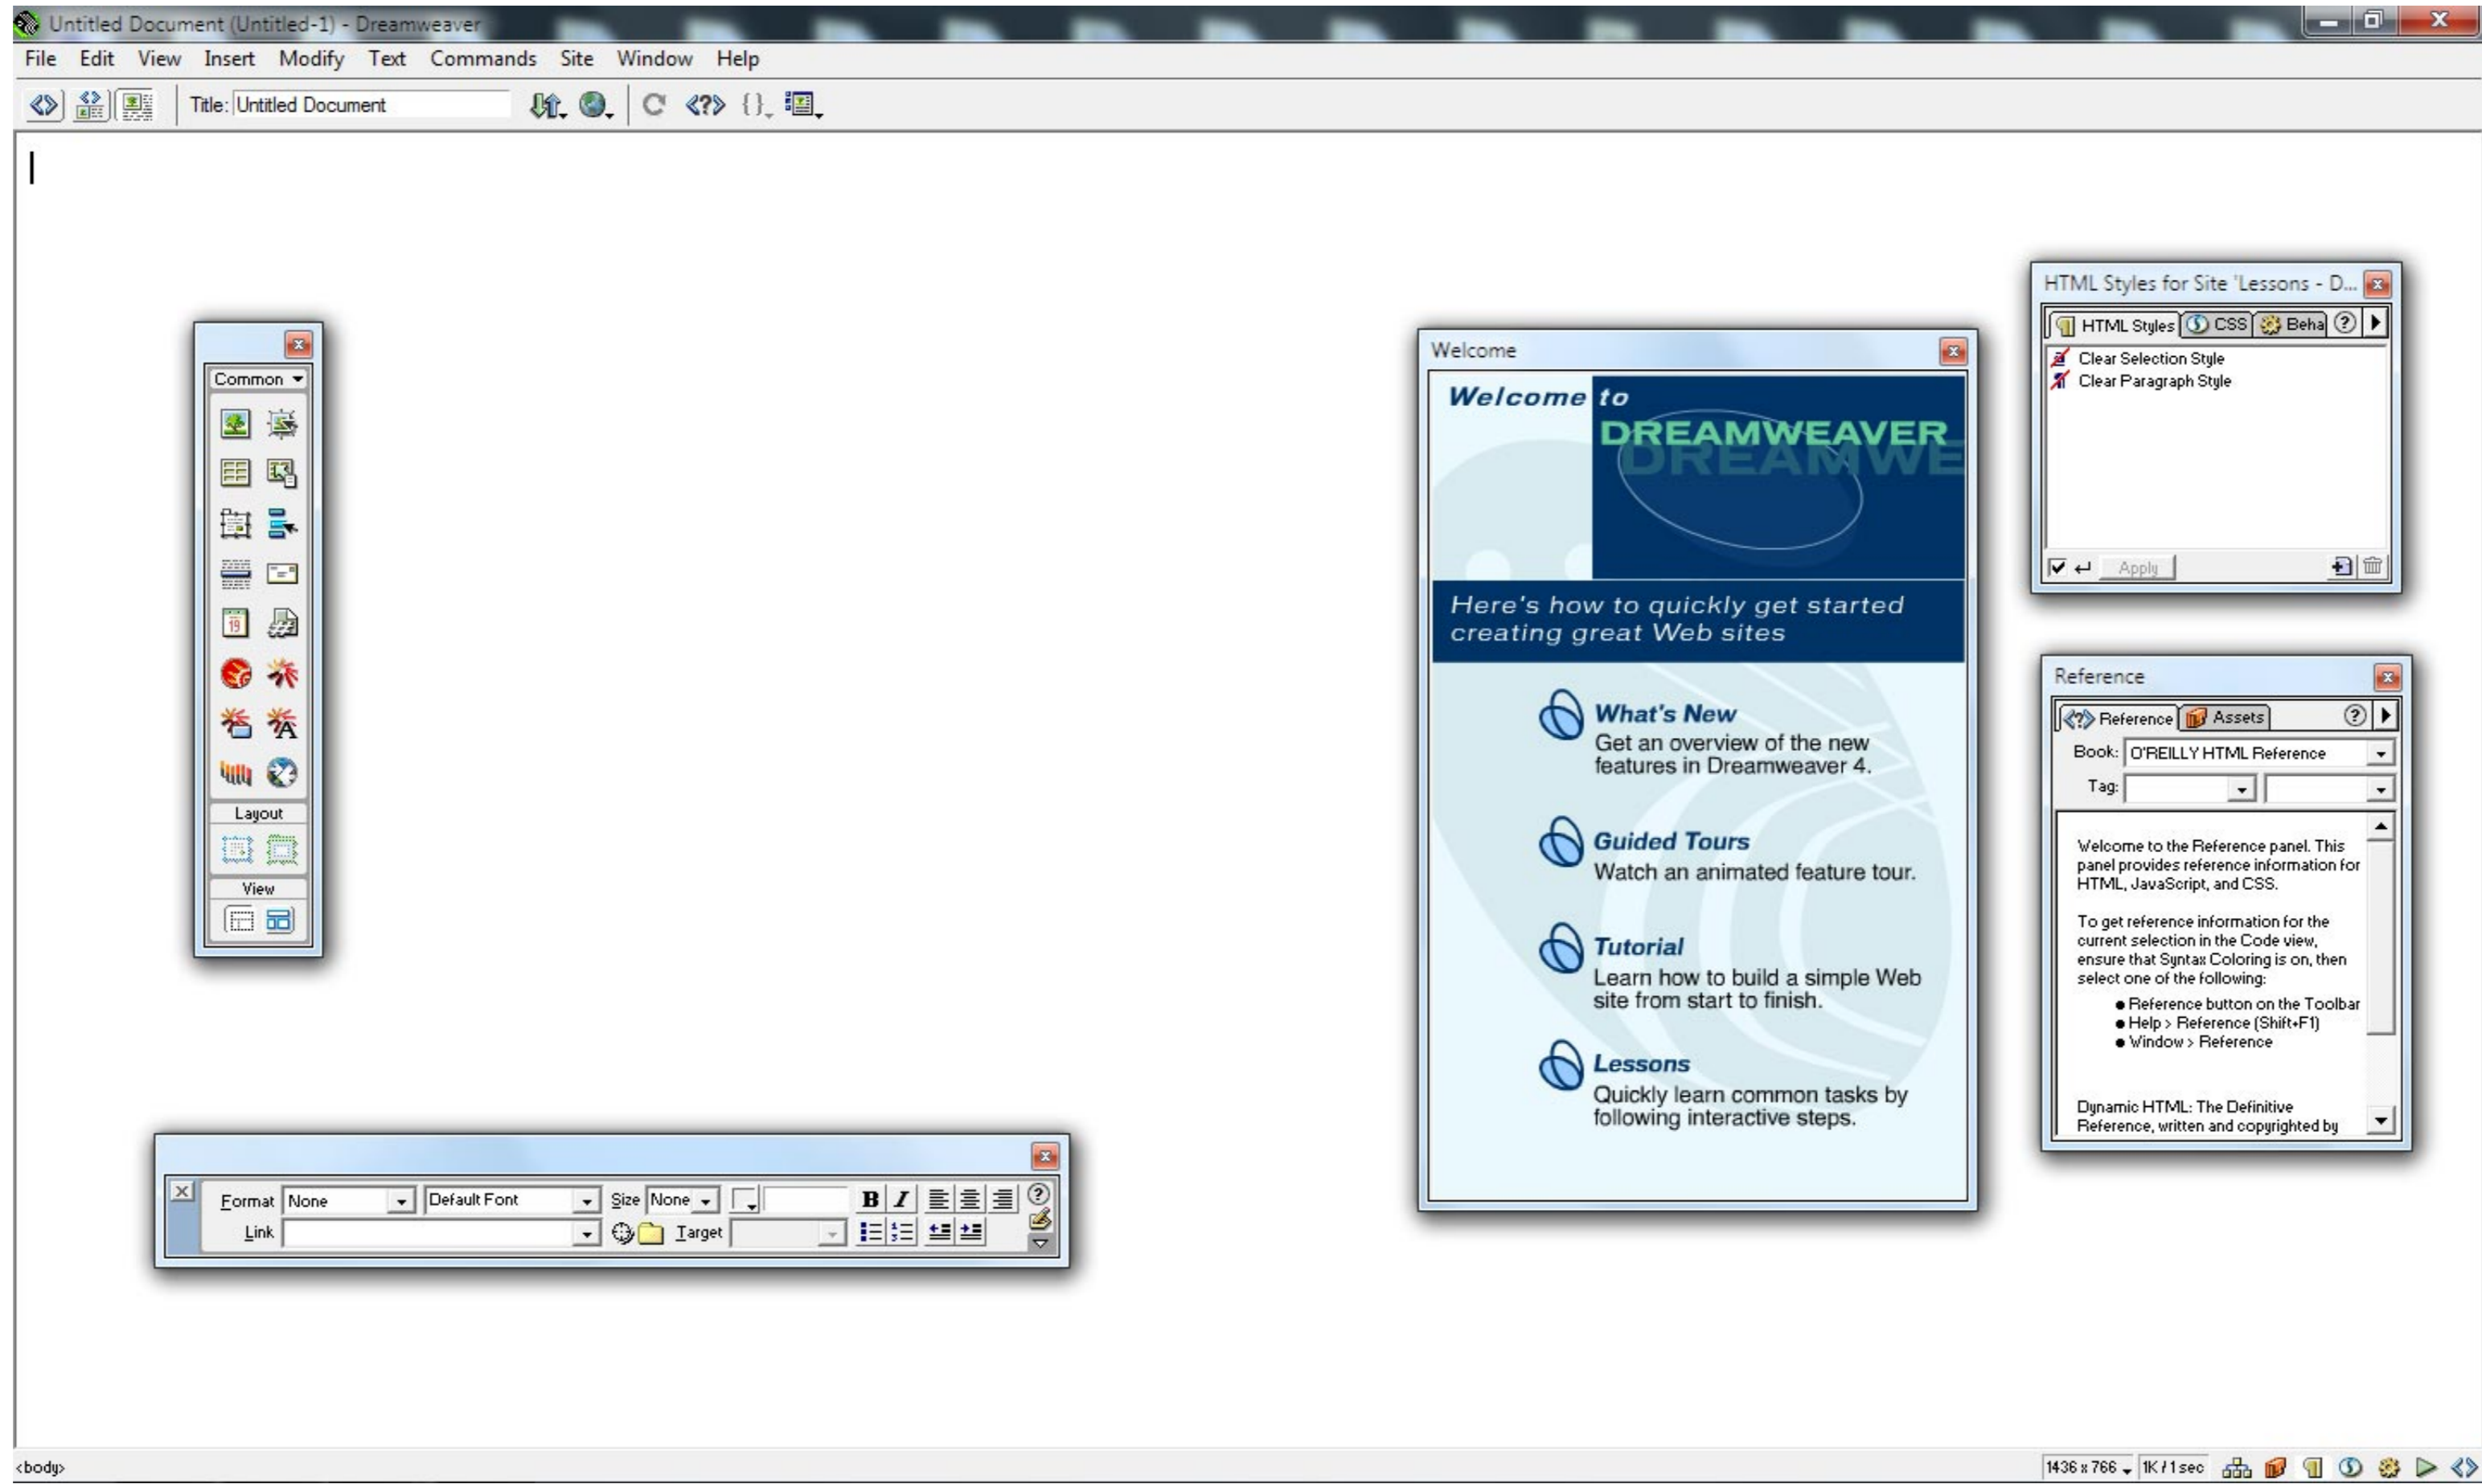 Untitled Document (Untitled-1) - Dreamweaver
File Edit View Insert Modify Text Commands Site Window Help
Title: Untitled Document
Common
19
Layout
View
Format None Default Font Size None B I
Link Target
Welcome
Welcome to
DREAMWEAVER
DREAMWE
Here's how to quickly get started
creating great Web sites
What's New
Get an overview of the new
features in Dreamweaver 4.
Guided Tours
Watch an animated feature tour.
Tutorial
Learn how to build a simple Web
site from start to finish.
Lessons
Quickly learn common tasks by
following interactive steps.
HTML Styles for Site 'Lessons - D...
HTML Styles CSS Beha
Clear Selection Style
Clear Paragraph Style
Apply
Reference
Reference Assets
Book: O'REILLY HTML Reference
Tag:
Welcome to the Reference panel. This
panel provides reference information for
HTML, JavaScript, and CSS.
To get reference information for the
current selection in the Code view,
ensure that Syntax Coloring is on, then
select one of the following:
● Reference button on the Toolbar
● Help > Reference (Shift+F1)
● Window > Reference
Dynamic HTML: The Definitive
Reference, written and copyrighted by
<body>
1436 x 766 1K / 1 sec